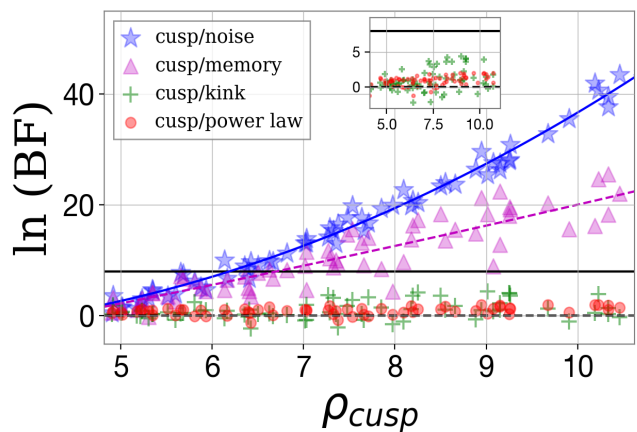 cusp/noise
cusp/memory
cusp/kink
cusp/power law
5
0
5.0 7.5 10.0
ln (BF)
40
20
0
5 6 7 8 9 10
ρcusp